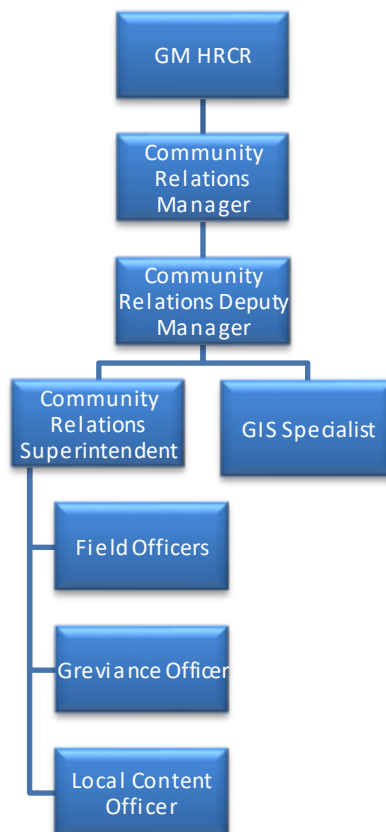 GM HRCR
Community
Relations
Manager
Community
Relations Deputy
Manager
Community
Relations
Superintendent
GIS Specialist
Field Officers
Greviance Officer
Local Content
Officer